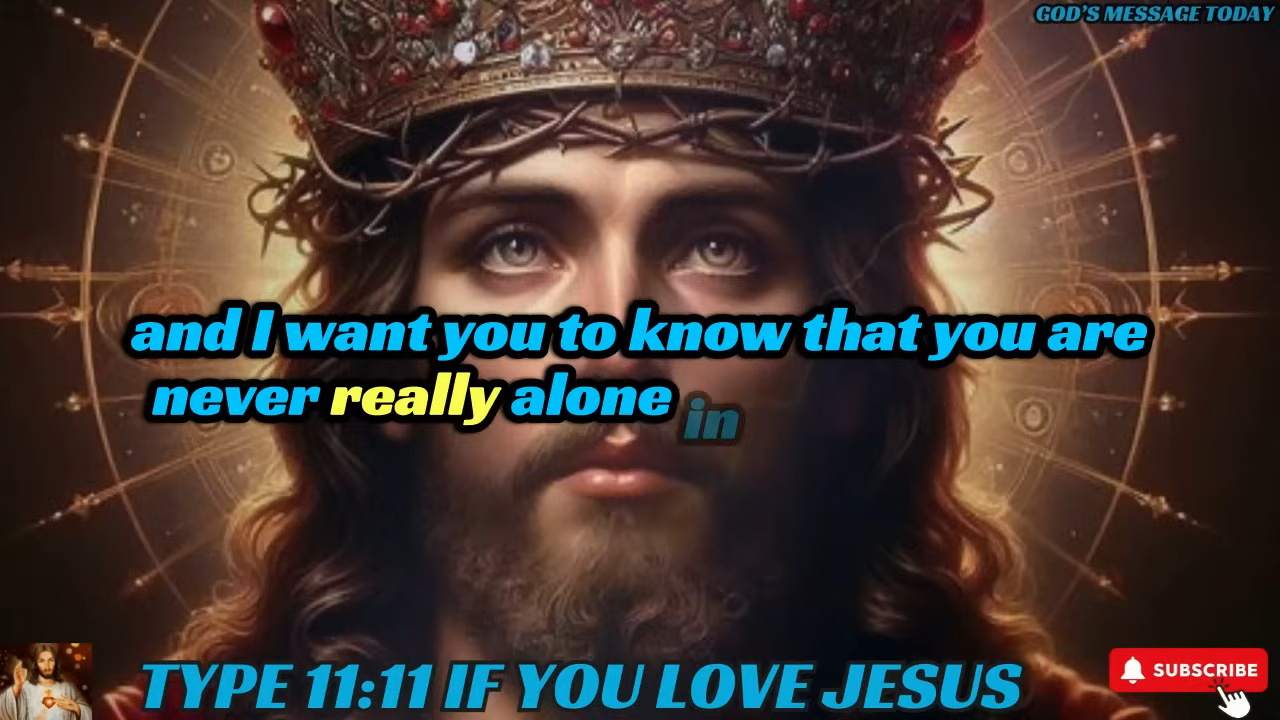 GOD'S MESSAGE TODAY
and I want you to know that you are
never really alone in
TYPE 11:11 IF YOU LOVE JESUS
SUBSCRIBE